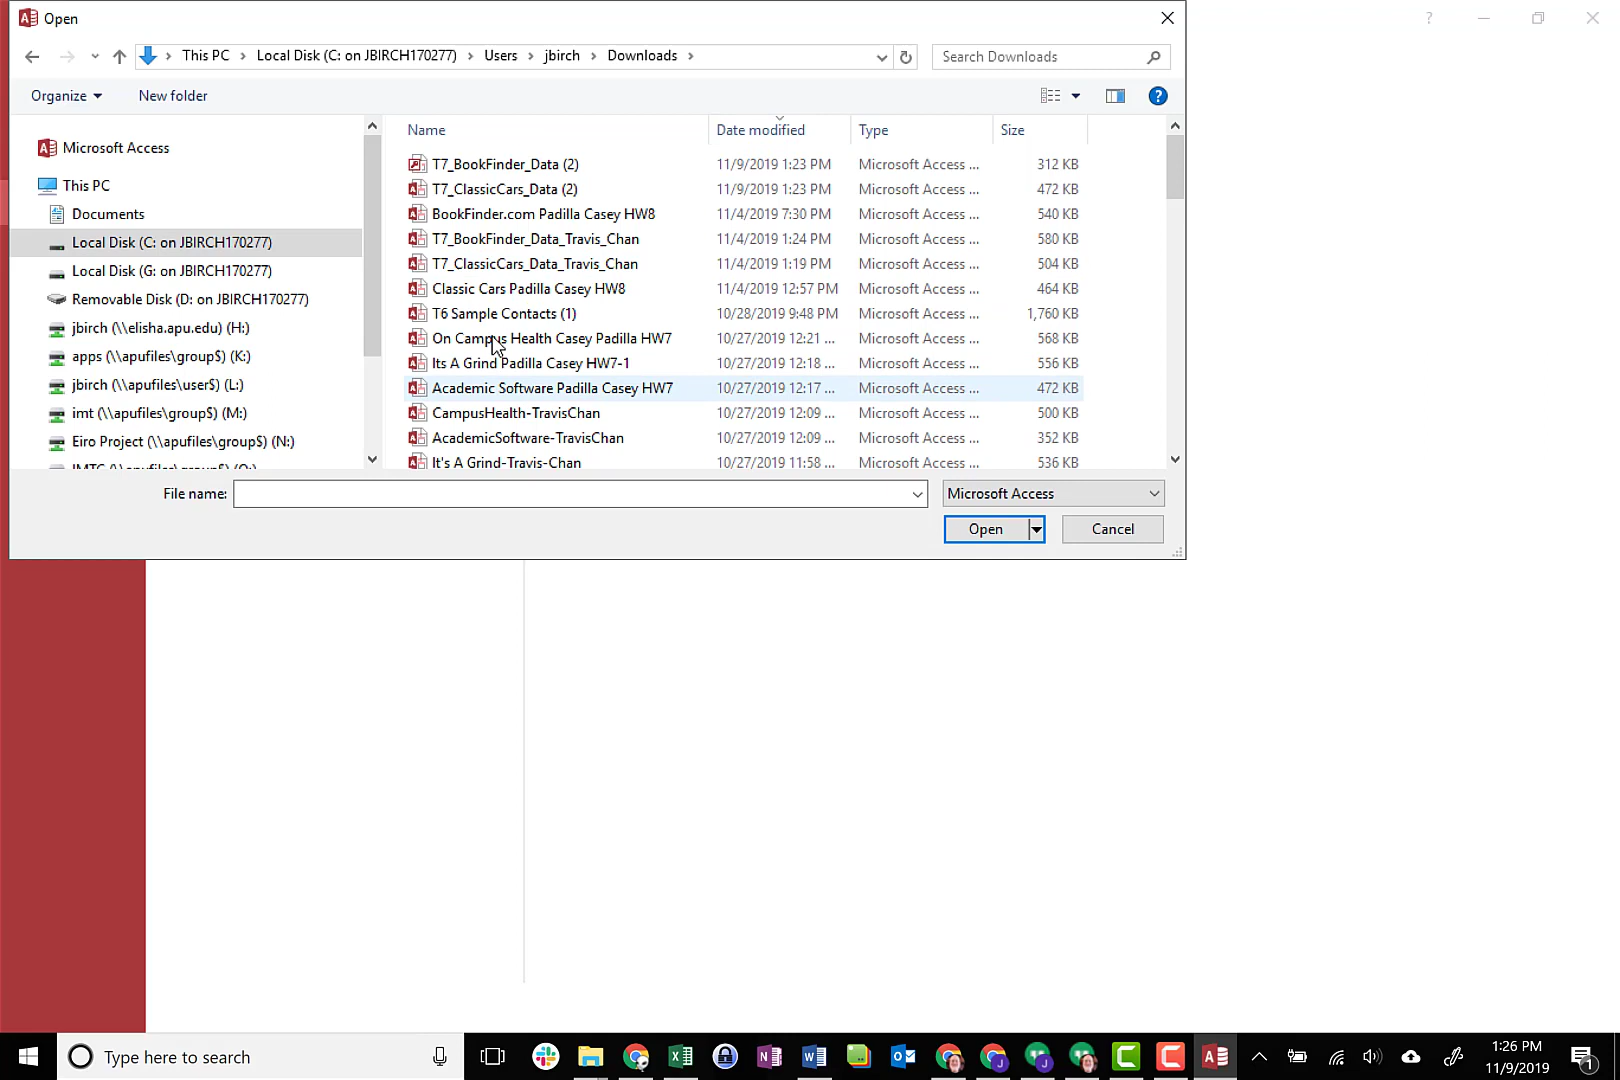 Open
This PC > Local Disk (C: on JBIRCH170277) > Users > jbirch > Downloads >
Search Downloads
Organize
New folder
Name
Date modified
Type
Size
Microsoft Access
This PC
Documents
Local Disk (C: on JBIRCH170277)
Local Disk (G: on JBIRCH170277)
Removable Disk (D: on JBIRCH170277)
jbirch (\\elisha.apu.edu) (H:)
apps (\\apufiles\group$) (K:)
jbirch (\\apufiles\user$) (L:)
imt (\\apufiles\group$) (M:)
Eiro Project (\\apufiles\group$) (N:)
T7_BookFinder_Data (2) 11/9/2019 1:23 PM Microsoft Access ... 312 KB
T7_ClassicCars_Data (2) 11/9/2019 1:23 PM Microsoft Access ... 472 KB
BookFinder.com Padilla Casey HW8 11/4/2019 7:30 PM Microsoft Access ... 540 KB
T7_BookFinder_Data_Travis_Chan 11/4/2019 1:24 PM Microsoft Access ... 580 KB
T7_ClassicCars_Data_Travis_Chan 11/4/2019 1:19 PM Microsoft Access ... 504 KB
Classic Cars Padilla Casey HW8 11/4/2019 12:57 PM Microsoft Access ... 464 KB
T6 Sample Contacts (1) 10/28/2019 9:48 PM Microsoft Access ... 1,760 KB
On Campus Health Casey Padilla HW7 10/27/2019 12:21 ... Microsoft Access ... 568 KB
Its A Grind Padilla Casey HW7-1 10/27/2019 12:18 ... Microsoft Access ... 556 KB
Academic Software Padilla Casey HW7 10/27/2019 12:17 ... Microsoft Access ... 472 KB
CampusHealth-TravisChan 10/27/2019 12:09 ... Microsoft Access ... 500 KB
AcademicSoftware-TravisChan 10/27/2019 12:09 ... Microsoft Access ... 352 KB
It's A Grind-Travis-Chan 10/27/2019 11:58 ... Microsoft Access ... 536 KB
File name:
Microsoft Access
Open
Cancel
Type here to search
1:26 PM
11/9/2019
1